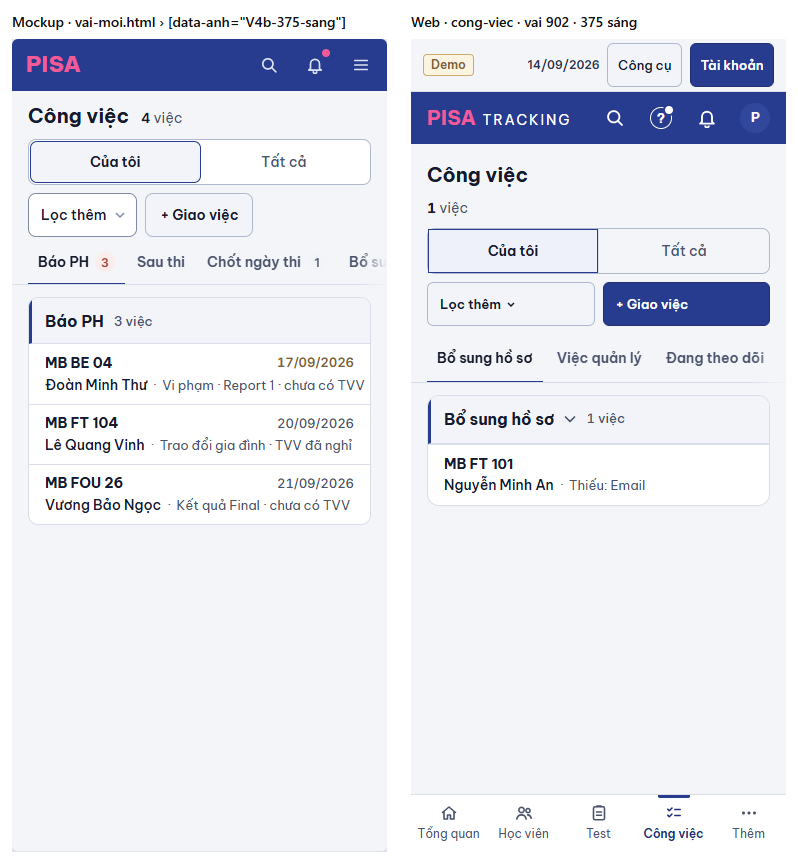 Mockup · vai-moi.html › [data-anh="V4b-375-sang"]
PISA
Công việc 4 việc
Của tôi Tất cả
Lọc thêm + Giao việc
Báo PH 3 Sau thi Chốt ngày thi 1 Bổ su
Báo PH 3 việc
MB BE 04 17/09/2026
Đoàn Minh Thư · Vi phạm · Report 1 · chưa có TVV
MB FT 104 20/09/2026
Lê Quang Vinh · Trao đổi gia đình · TVV đã nghỉ
MB FOU 26 21/09/2026
Vương Bảo Ngọc · Kết quả Final · chưa có TVV
Web · cong-viec · vai 902 · 375 sáng
Demo 14/09/2026 Công cụ Tài khoản
PISA TRACKING ? P
Công việc
1 việc
Của tôi Tất cả
Lọc thêm + Giao việc
Bổ sung hồ sơ Việc quản lý Đang theo dõi
Bổ sung hồ sơ 1 việc
MB FT 101
Nguyễn Minh An · Thiếu: Email
Tổng quan Học viên Test Công việc Thêm